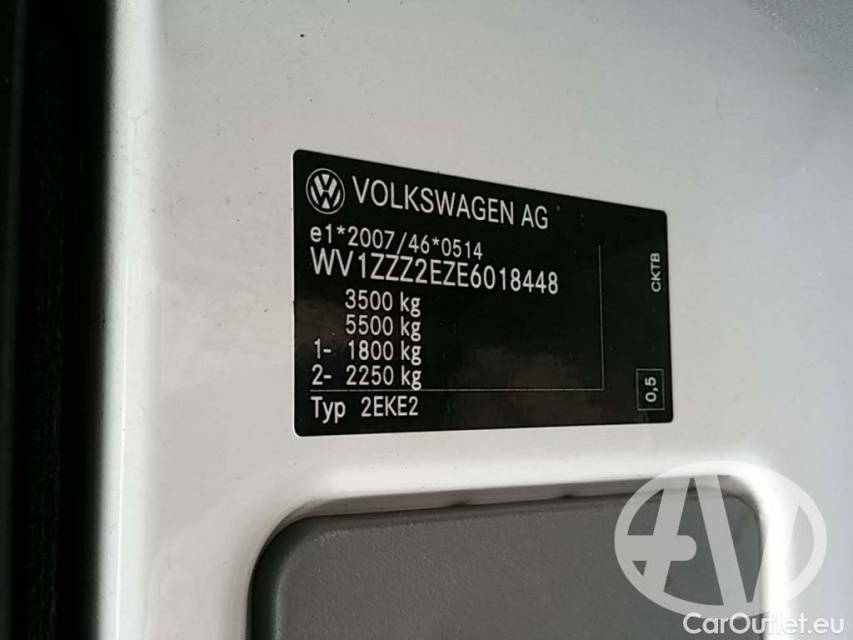 VOLKSWAGEN AG
e1*2007/46*0514
WV1ZZZ2EZE6018448
3500 kg
5500 kg
1- 1800 kg
2- 2250 kg
Typ 2EKE2
CKTB
0,5
CarOutlet.eu